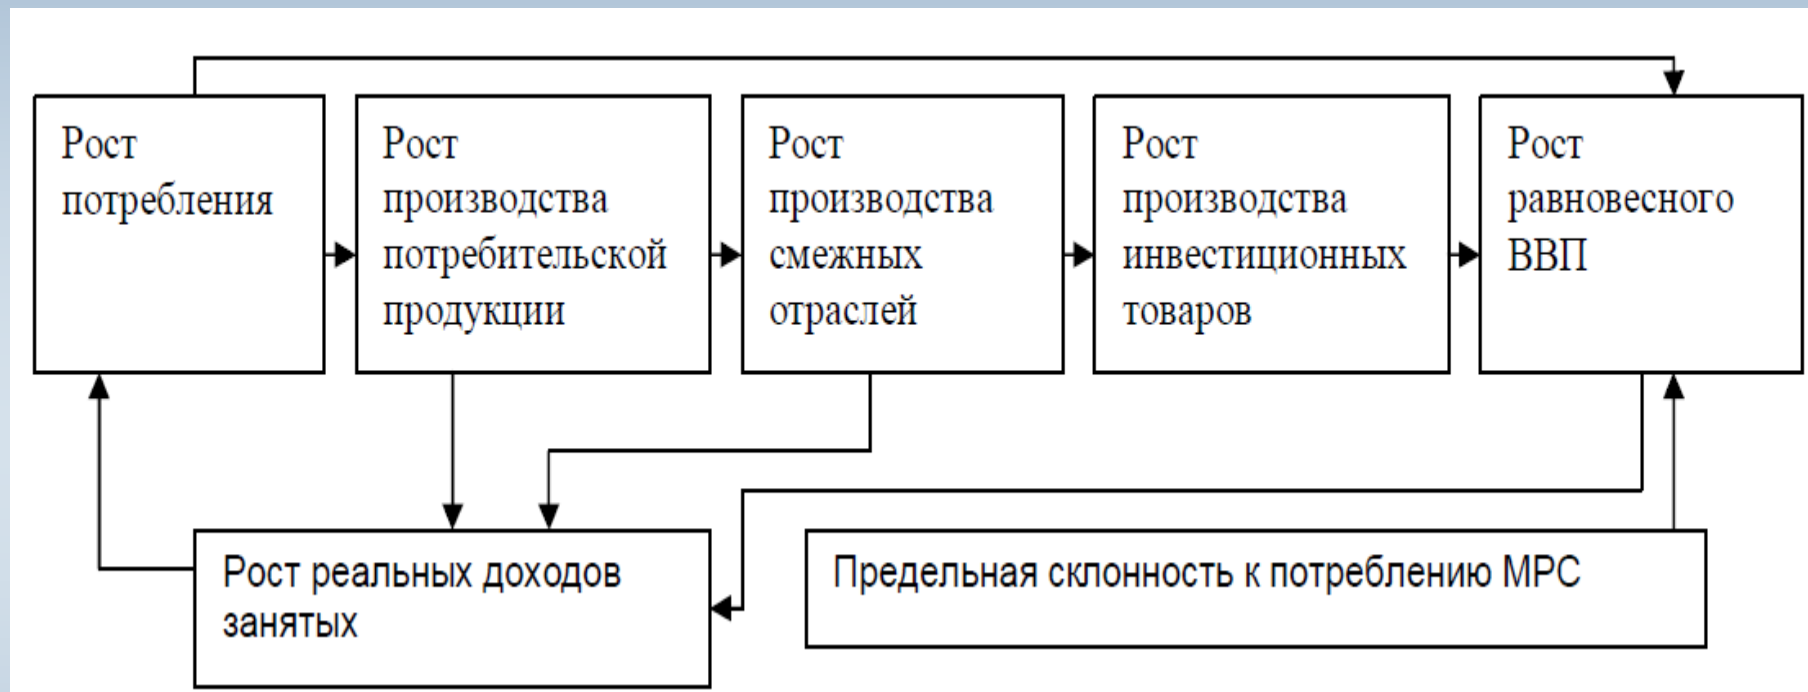 Рост
потребления
Рост
производства
потребительской
продукции
Рост
производства
смежных
отраслей
Рост
производства
инвестиционных
товаров
Рост
равновесного
ВВП
Рост реальных доходов
занятых
Предельная склонность к потреблению МРС